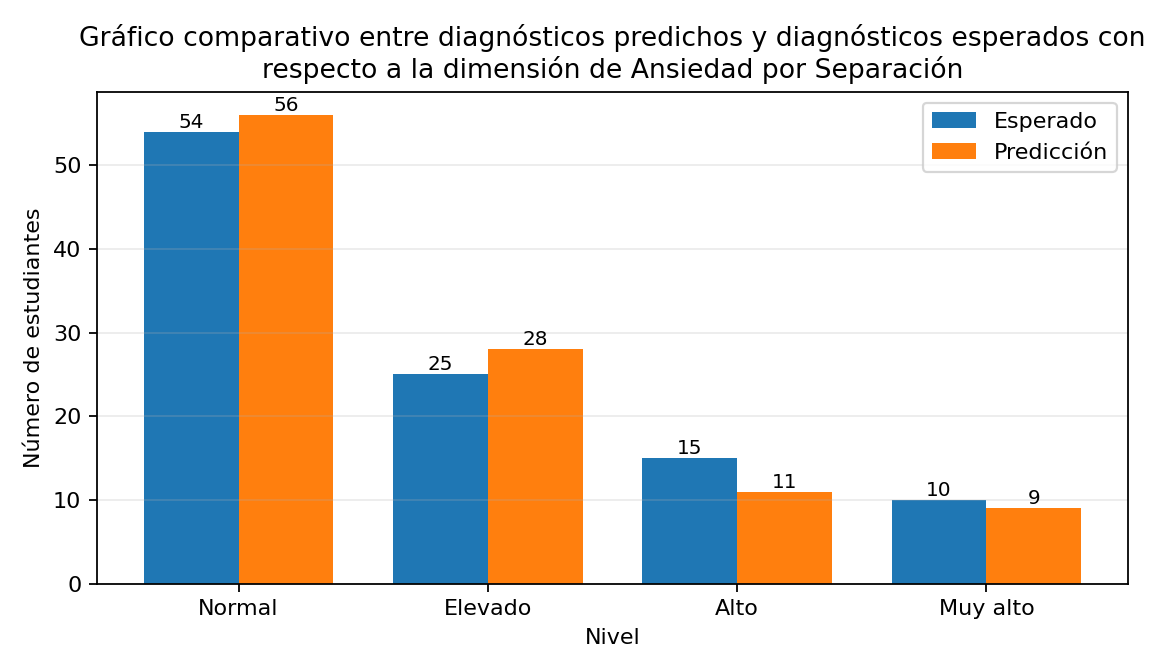 Gráfico comparativo entre diagnósticos predichos y diagnósticos esperados con
respecto a la dimensión de Ansiedad por Separación
Esperado
Predicción
Número de estudiantes
50
40
30
20
10
0
54
56
25
28
15
11
10
9
Normal
Elevado
Alto
Muy alto
Nivel